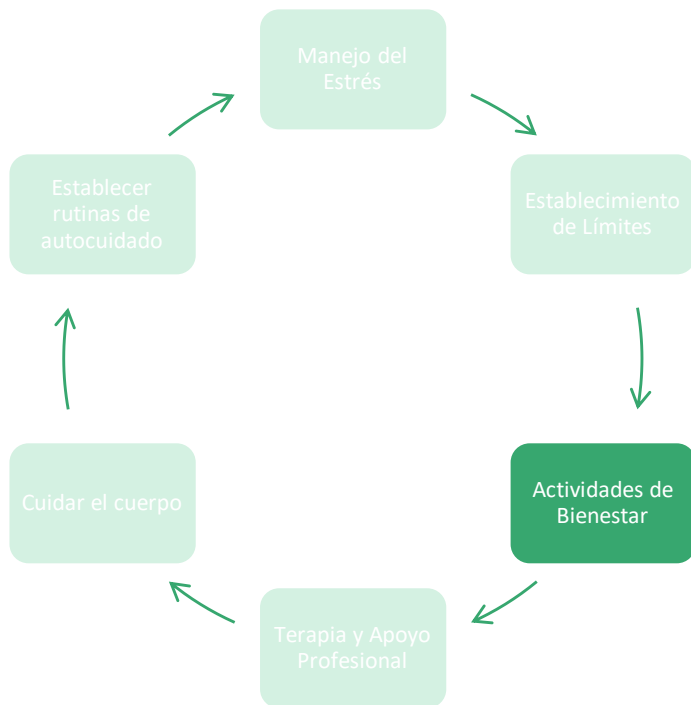 Manejo del
Estrés
Establecimiento
de Límites
Actividades de
Bienestar
Terapia y Apoyo
Profesional
Cuidar el cuerpo
Establecer
rutinas de
autocuidado